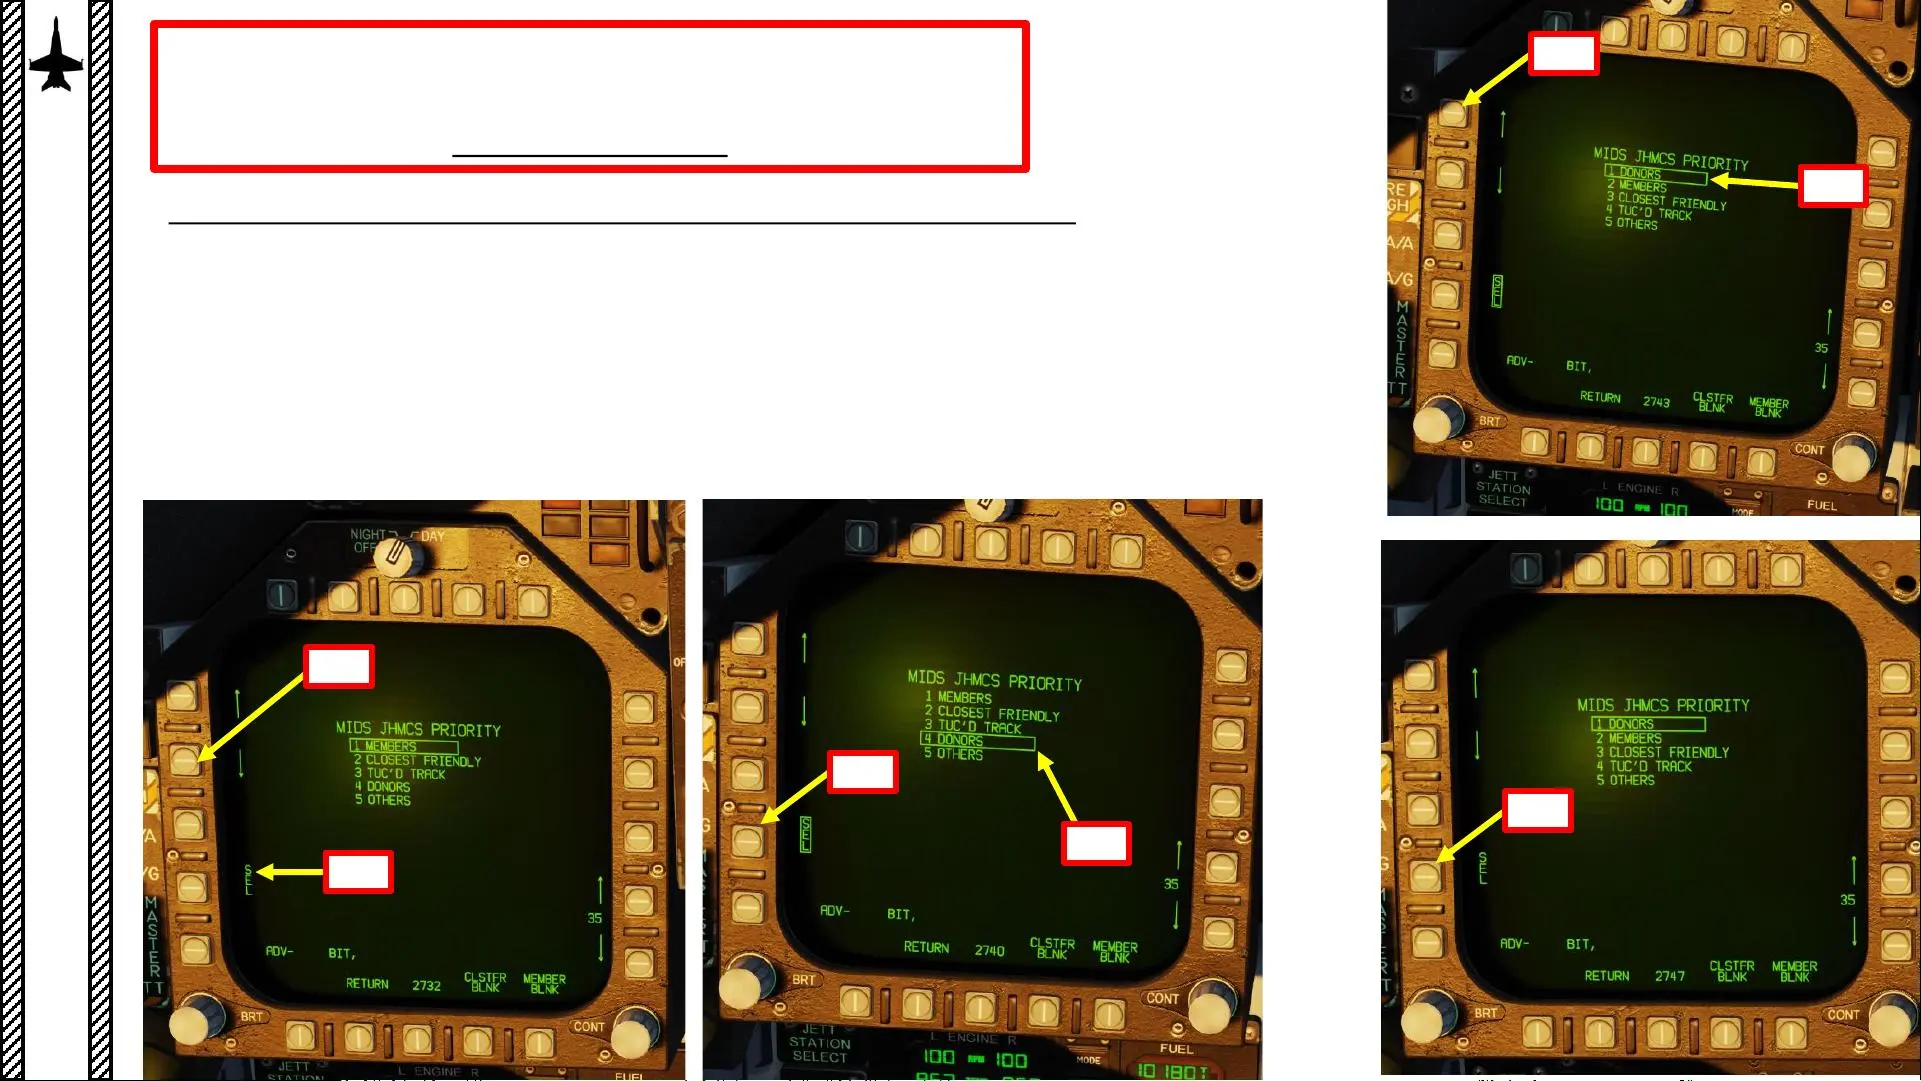 RE
GH
A/A
A/G
MASTER
TT
MIDS JHMCS PRIORITY
1 DONORS
2 MEMBERS
3 CLOSEST FRIENDLY
4 TUC'D TRACK
5 OTHERS
SEL
35
ADV-
BIT,
RETURN
2743
CLSTFR
BLNK
MEMBER
BLNK
BRT
CONT
JETT
STATION
SELECT
L ENGINE R
100 RPM 100
MODE
FUEL
NIGHT
DAY
OFF
MIDS JHMCS PRIORITY
1 MEMBERS
2 CLOSEST FRIENDLY
3 TUC'D TRACK
4 DONORS
5 OTHERS
SEL
35
/A
/G
MASTER
TT
ADV-
BIT,
RETURN
2732
CLSTFR
BLNK
MEMBER
BLNK
BRT
CONT
JETT
STATION
L ENGINE R
FUEL
MIDS JHMCS PRIORITY
1 MEMBERS
2 CLOSEST FRIENDLY
3 TUC'D TRACK
4 DONORS
5 OTHERS
SEL
35
ADV-
BIT,
RETURN
2740
CLSTFR
BLNK
MEMBER
BLNK
BRT
CONT
JETT
STATION
SELECT
L ENGINE R
100 RPM 100
MODE
FUEL
MIDS JHMCS PRIORITY
1 DONORS
2 MEMBERS
3 CLOSEST FRIENDLY
4 TUC'D TRACK
5 OTHERS
SEL
35
ADV-
BIT,
RETURN
2747
CLSTFR
BLNK
MEMBER
BLNK
BRT
CONT